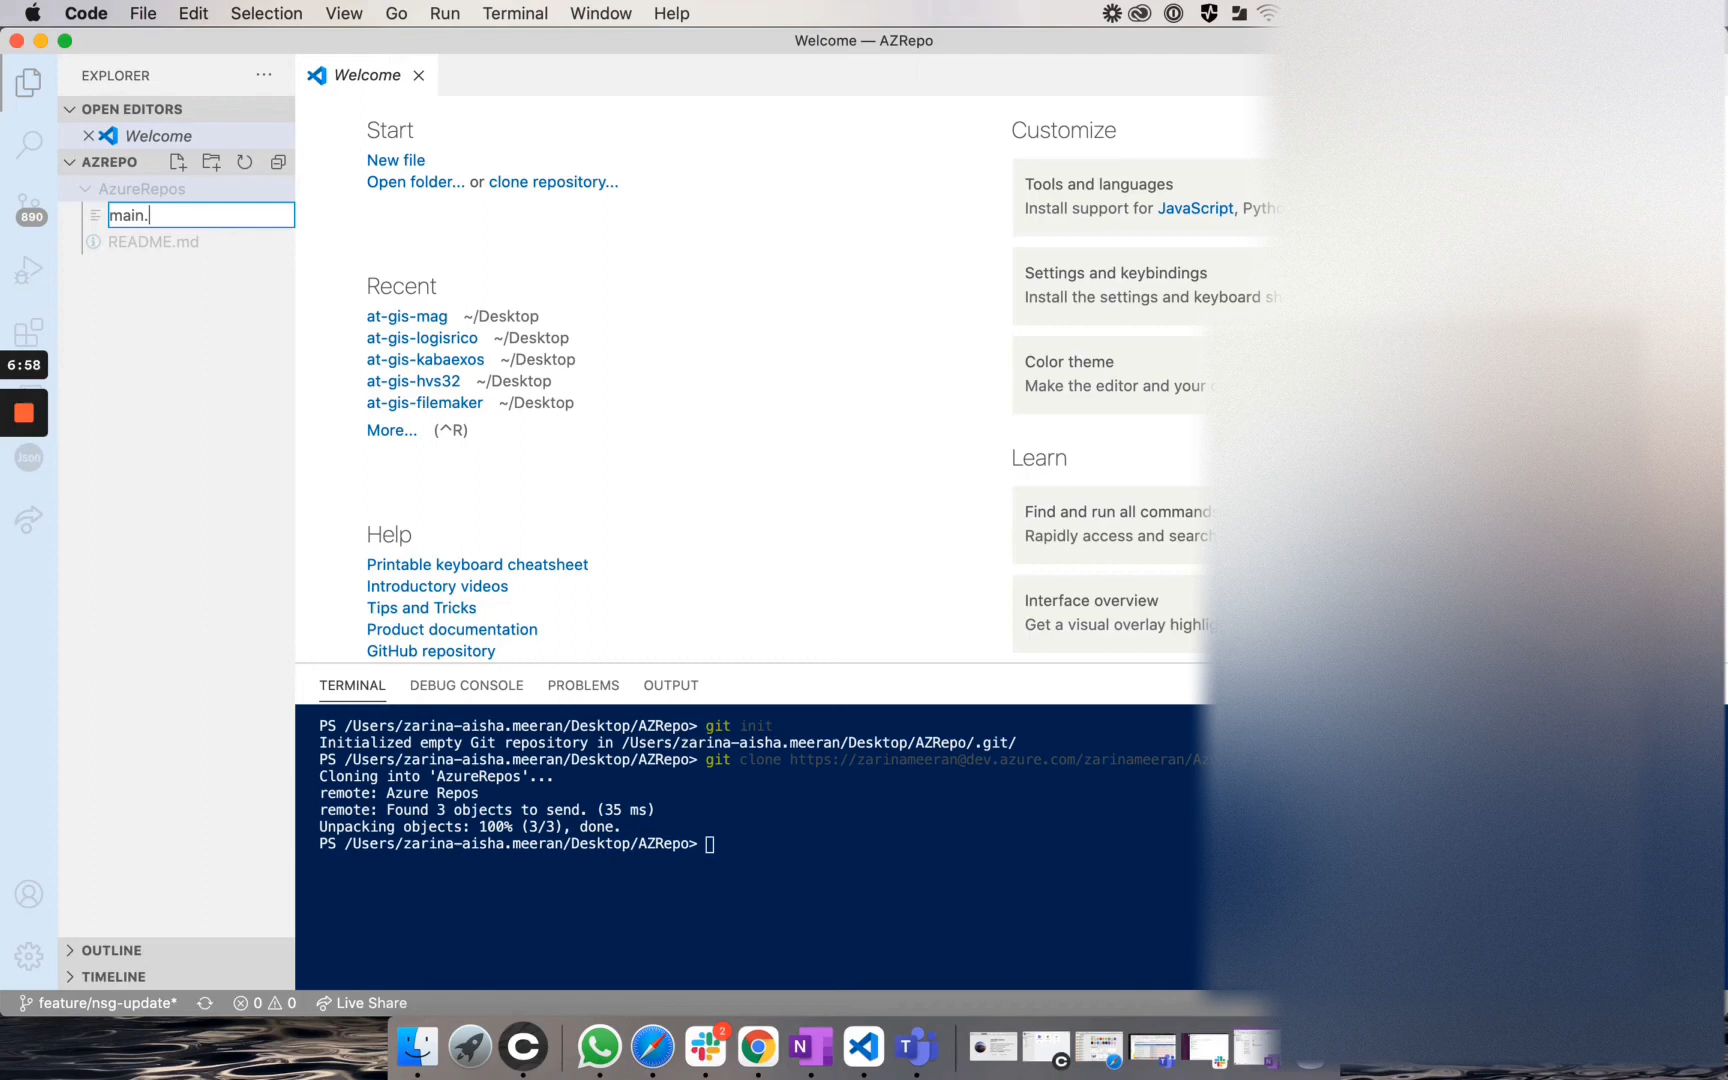 Code File Edit Selection View Go Run Terminal Window Help
Welcome — AZRepo
EXPLORER
OPEN EDITORS
Welcome
AZREPO
AzureRepos
main.
README.md
890
6:58
Json
OUTLINE
TIMELINE
Welcome
Start
New file
Open folder... or clone repository...
Recent
at-gis-mag ~/Desktop
at-gis-logisrico ~/Desktop
at-gis-kabaexos ~/Desktop
at-gis-hvs32 ~/Desktop
at-gis-filemaker ~/Desktop
More... (^R)
Help
Printable keyboard cheatsheet
Introductory videos
Tips and Tricks
Product documentation
GitHub repository
Customize
Tools and languages
Install support for JavaScript,
Settings and keybindings
Install the settings and keyboard
Color theme
Make the editor and your
Learn
Find and run all commands
Rapidly access and search
Interface overview
Get a visual overlay
TERMINAL DEBUG CONSOLE PROBLEMS OUTPUT
PS /Users/zarina-aisha.meeran/Desktop/AZRepo> git init
Initialized empty Git repository in /Users/zarina-aisha.meeran/Desktop/AZRepo/.git/
PS /Users/zarina-aisha.meeran/Desktop/AZRepo> git clone https://zarinameeran@dev.azure.com/zarinameeran/
Cloning into 'AzureRepos'...
remote: Azure Repos
remote: Found 3 objects to send. (35 ms)
Unpacking objects: 100% (3/3), done.
PS /Users/zarina-aisha.meeran/Desktop/AZRepo>
feature/nsg-update* 0 0 Live Share
2